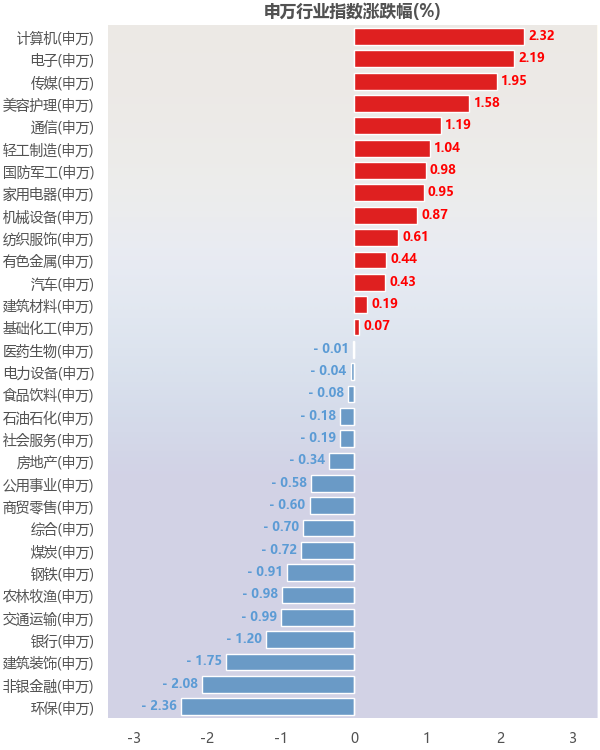 申万行业指数涨跌幅(%)
计算机(申万) 2.32
电子(申万) 2.19
传媒(申万) 1.95
美容护理(申万) 1.58
通信(申万) 1.19
轻工制造(申万) 1.04
国防军工(申万) 0.98
家用电器(申万) 0.95
机械设备(申万) 0.87
纺织服饰(申万) 0.61
有色金属(申万) 0.44
汽车(申万) 0.43
建筑材料(申万) 0.19
基础化工(申万) 0.07
医药生物(申万) - 0.01
电力设备(申万) - 0.04
食品饮料(申万) - 0.08
石油石化(申万) - 0.18
社会服务(申万) - 0.19
房地产(申万) - 0.34
公用事业(申万) - 0.58
商贸零售(申万) - 0.60
综合(申万) - 0.70
煤炭(申万) - 0.72
钢铁(申万) - 0.91
农林牧渔(申万) - 0.98
交通运输(申万) - 0.99
银行(申万) - 1.20
建筑装饰(申万) - 1.75
非银金融(申万) - 2.08
环保(申万) - 2.36
-3 -2 -1 0 1 2 3